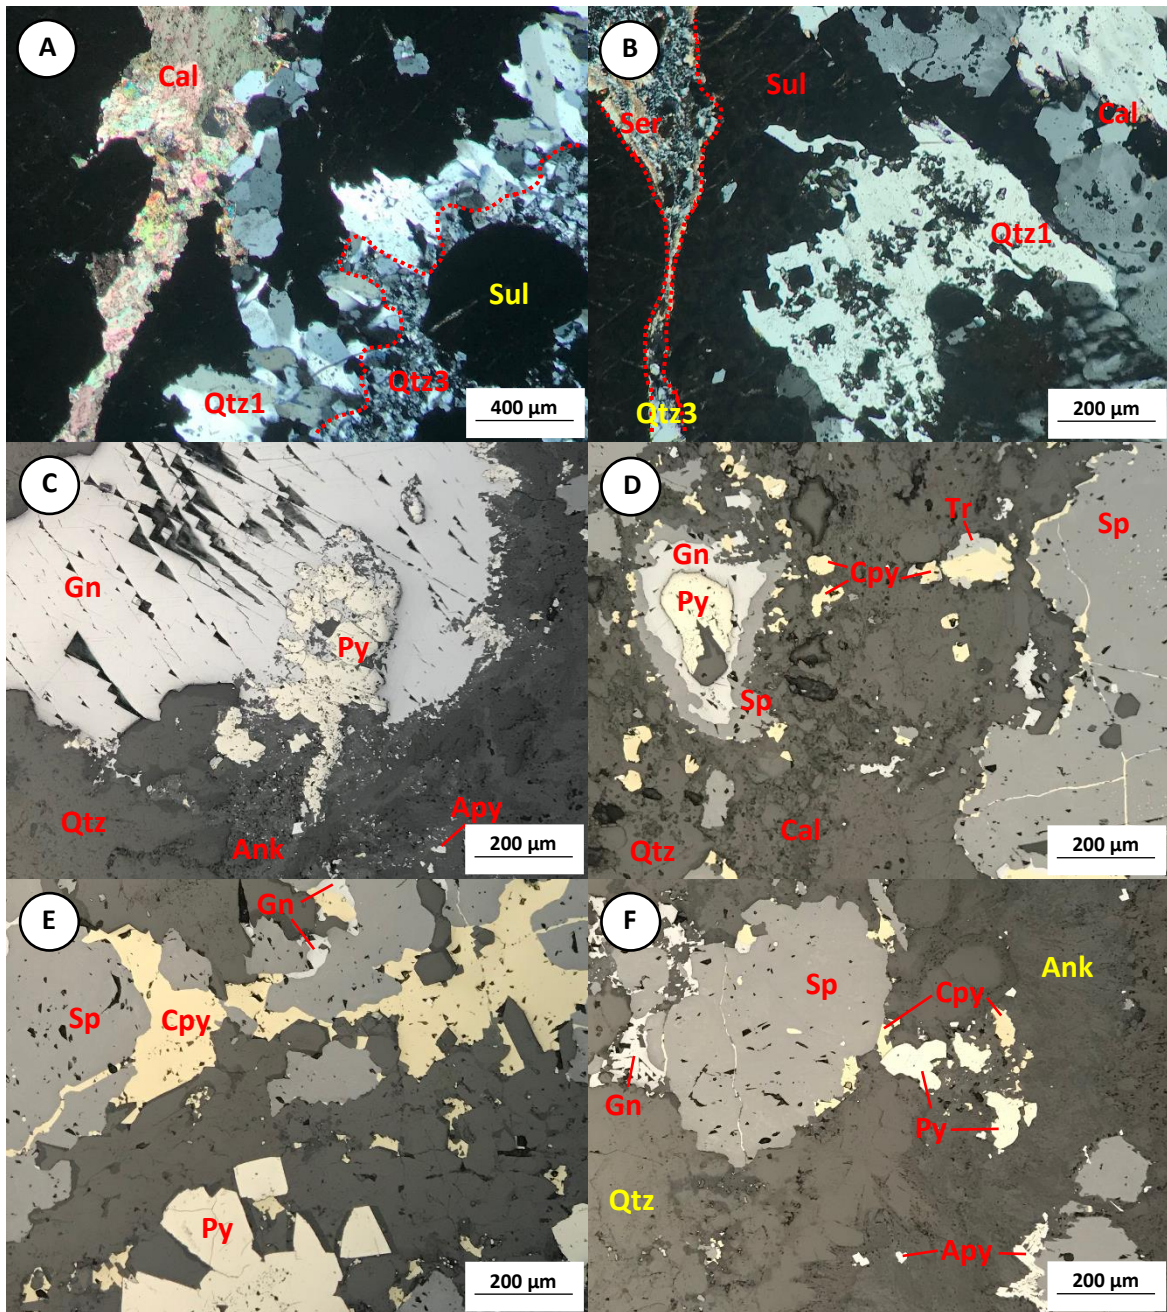 A
Cal
Sul
Qtz3
Qtz1
400 µm
B
Sul
Ser
Cal
Qtz1
Qtz3
200 µm
C
Gn
Py
Apy
Qtz
Ank
200 µm
D
Tr
Sp
Gn
Cpy
Py
Sp
Cal
Qtz
200 µm
E
Gn
Sp
Cpy
Py
200 µm
F
Ank
Sp
Cpy
Gn
Py
Qtz
Apy
200 µm